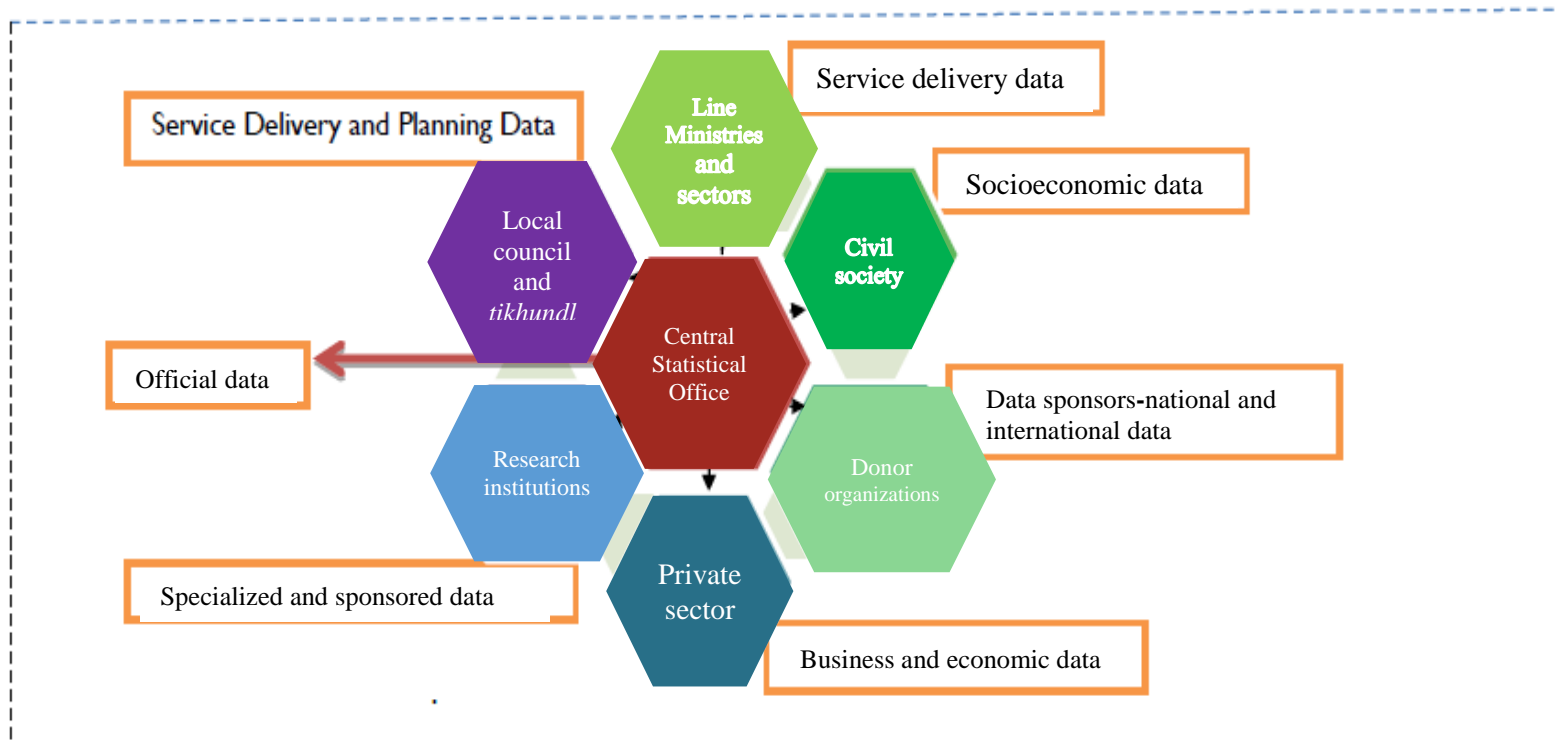 Service delivery data
Service Delivery and Planning Data
Line
Ministries
and
sectors
Socioeconomic data
Local
council
and
tikhundl
Civil
society
Central
Statistical
Office
Official data
Data sponsors-national and
international data
Research
institutions
Donor
organizations
Private
sector
Specialized and sponsored data
Business and economic data